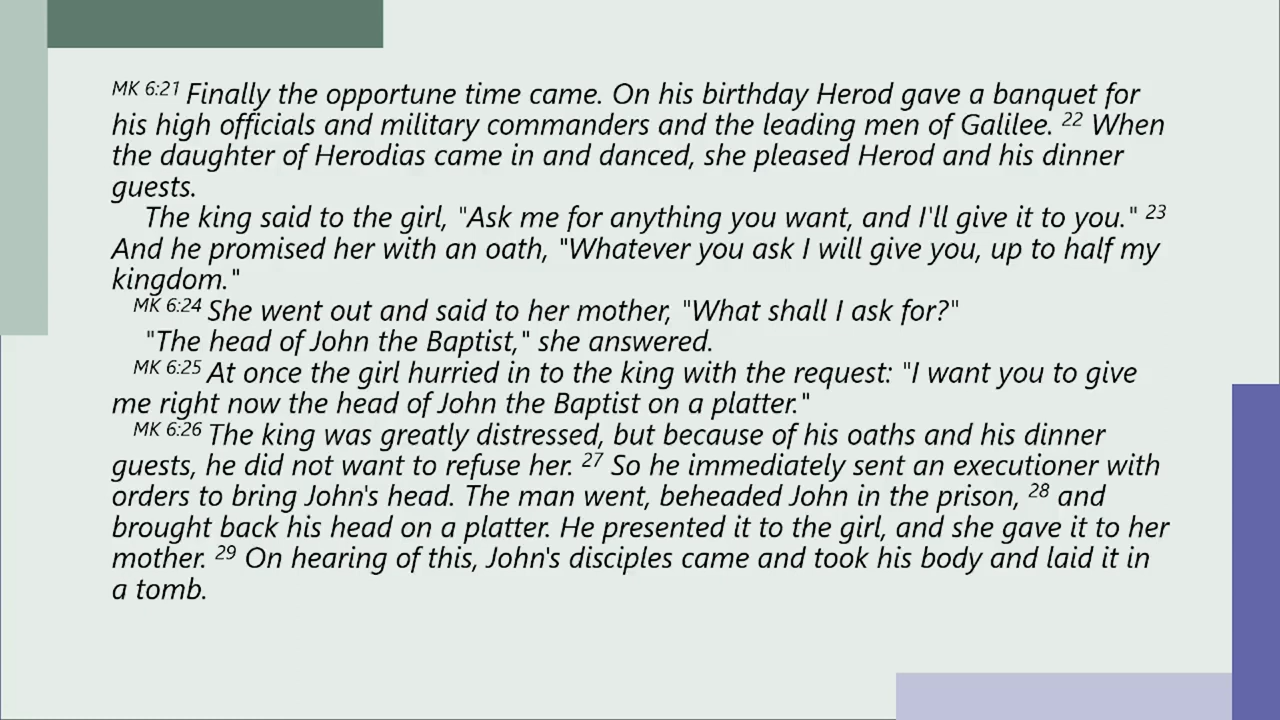 MK 6:21 Finally the opportune time came. On his birthday Herod gave a banquet for
his high officials and military commanders and the leading men of Galilee. 22 When
the daughter of Herodias came in and danced, she pleased Herod and his dinner
guests.
The king said to the girl, "Ask me for anything you want, and I'll give it to you." 23
And he promised her with an oath, "Whatever you ask I will give you, up to half my
kingdom."
MK 6:24 She went out and said to her mother, "What shall I ask for?"
"The head of John the Baptist," she answered.
MK 6:25 At once the girl hurried in to the king with the request: "I want you to give
me right now the head of John the Baptist on a platter."
MK 6:26 The king was greatly distressed, but because of his oaths and his dinner
guests, he did not want to refuse her. 27 So he immediately sent an executioner with
orders to bring John's head. The man went, beheaded John in the prison, 28 and
brought back his head on a platter. He presented it to the girl, and she gave it to her
mother. 29 On hearing of this, John's disciples came and took his body and laid it in
a tomb.